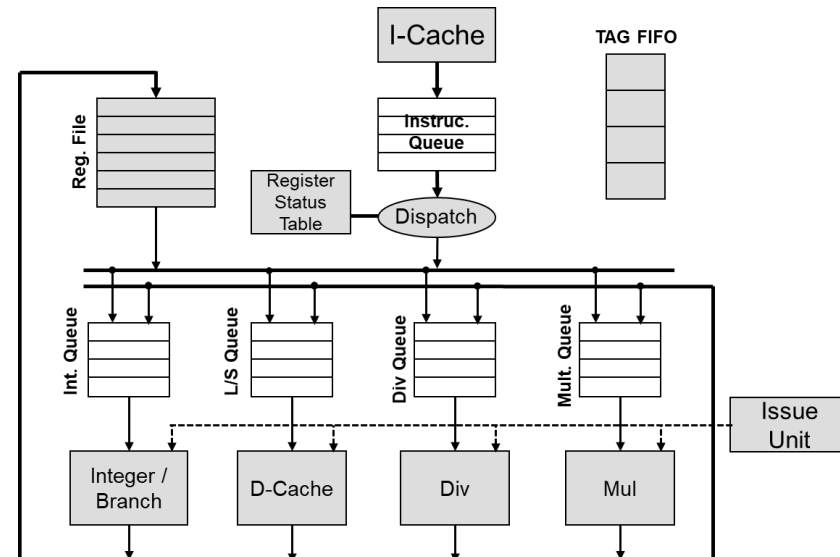 I-Cache
TAG FIFO
Reg. File
Instruc.
Queue
Register
Status
Table
Dispatch
Int. Queue
L/S Queue
Div Queue
Mult. Queue
Issue
Unit
Integer /
Branch
D-Cache
Div
Mul